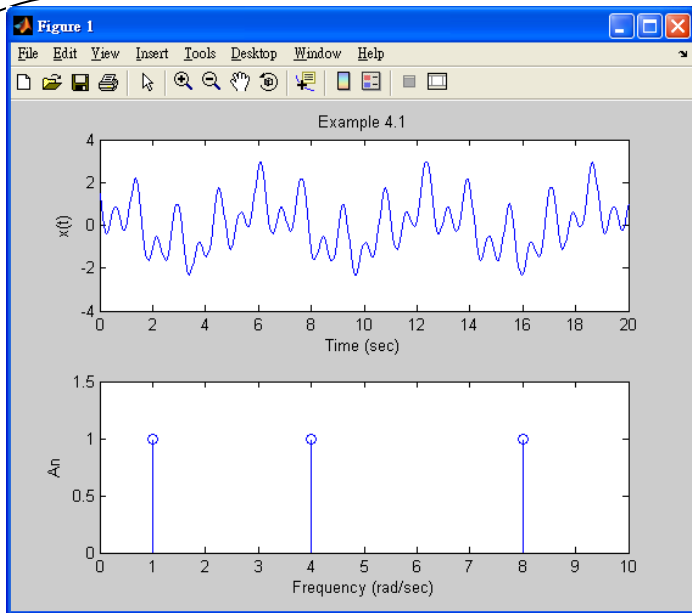 Figure 1
File Edit View Insert Tools Desktop Window Help
Example 4.1
4
2
0
-2
-4
x(t)
0 2 4 6 8 10 12 14 16 18 20
Time (sec)
1.5
1
0.5
0
An
0 1 2 3 4 5 6 7 8 9 10
Frequency (rad/sec)